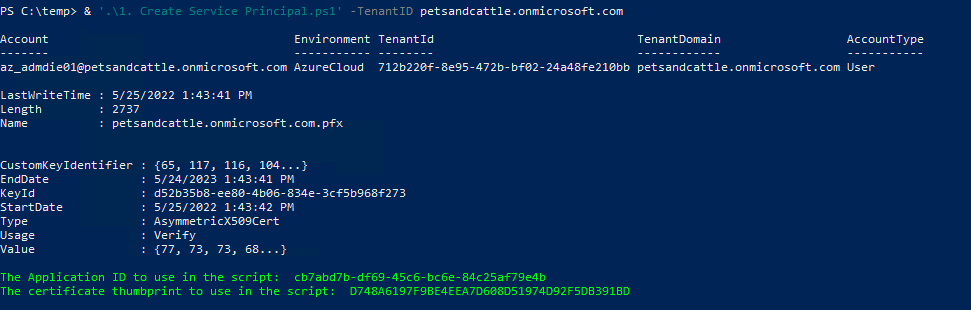 PS C:\temp> & '.\1. Create Service Principal.ps1' -TenantID petsandcattle.onmicrosoft.com
Account Environment TenantId TenantDomain AccountType
------- ----------- -------- ------------ -----------
az_admdie01@petsandcattle.onmicrosoft.com AzureCloud 712b220f-8e95-472b-bf02-24a48fe210bb petsandcattle.onmicrosoft.com User
LastWriteTime : 5/25/2022 1:43:41 PM
Length : 2737
Name : petsandcattle.onmicrosoft.com.pfx
CustomKeyIdentifier : {65, 117, 116, 104...}
EndDate : 5/24/2023 1:43:41 PM
KeyId : d52b35b8-ee80-4b06-834e-3cf5b968f273
StartDate : 5/25/2022 1:43:42 PM
Type : AsymmetricX509Cert
Usage : Verify
Value : {77, 73, 73, 68...}
The Application ID to use in the script: cb7abd7b-df69-45c6-bc6e-84c25af79e4b
The certificate thumbprint to use in the script: D748A6197F9BE4EEA7D608D51974D92F5DB391BD